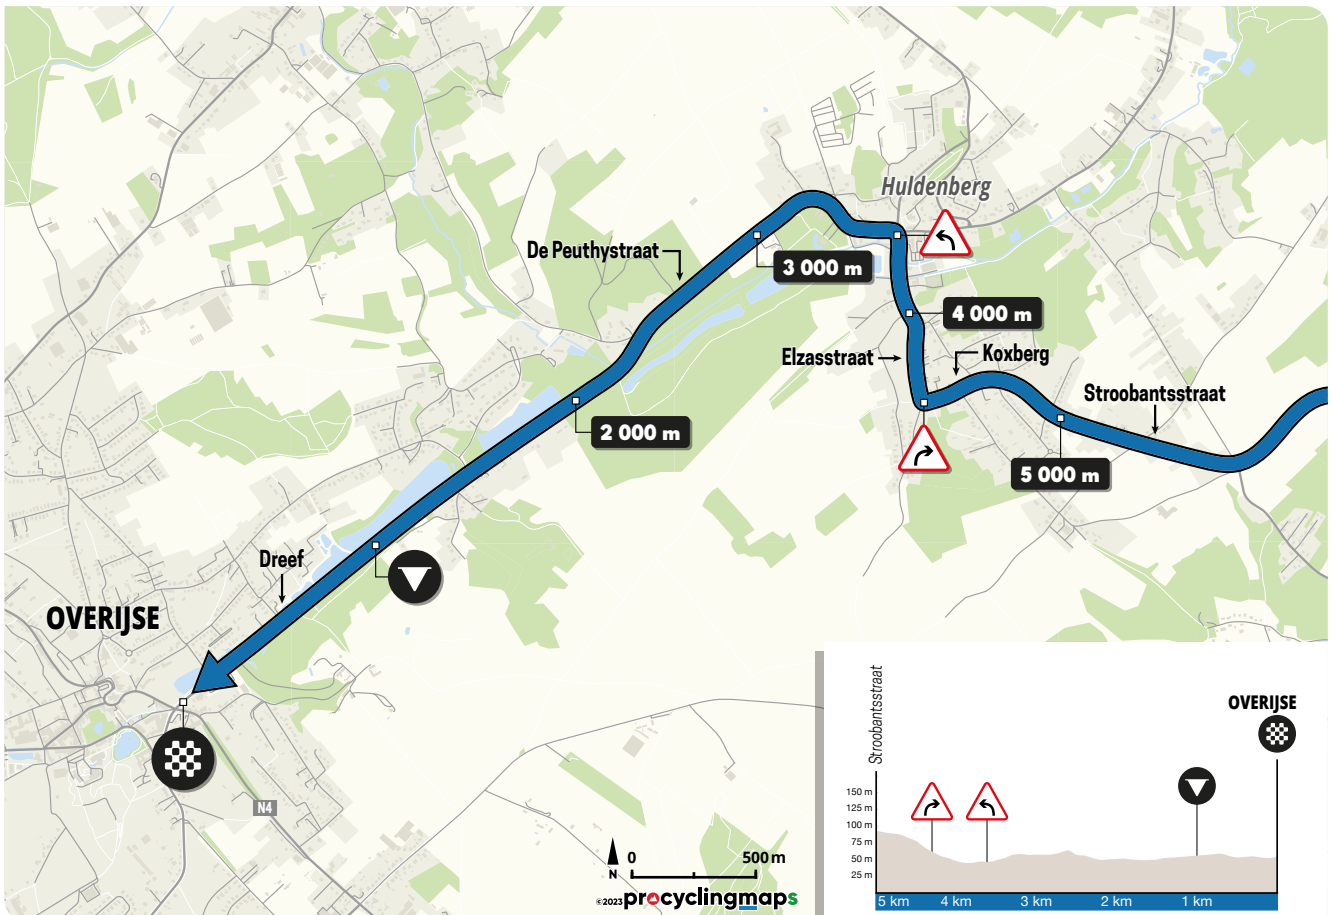 Huldenberg
De Peuthystraat
3 000 m
4 000 m
Elzasstraat
Koxberg
Stroobantsstraat
2 000 m
5 000 m
Dreef
OVERIJSE
N4
N
0
500 m
©2023 procyclingmaps
Stroobantsstraat
OVERIJSE
150 m
125 m
100 m
75 m
50 m
25 m
5 km 4 km 3 km 2 km 1 km